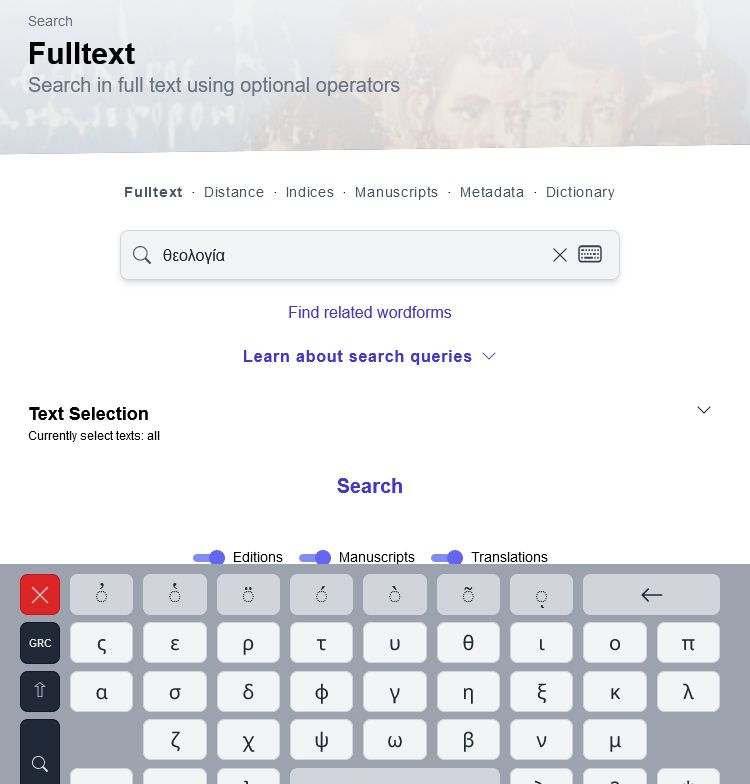 Search
Fulltext
Search in full text using optional operators
Fulltext · Distance · Indices · Manuscripts · Metadata · Dictionary
θεολογία
Find related wordforms
Learn about search queries
Text Selection
Currently select texts: all
Search
Editions Manuscripts Translations
GRC ς ε ρ τ υ θ ι ο π
⇧ α σ δ φ γ η ξ κ λ
ζ χ ψ ω β ν μ